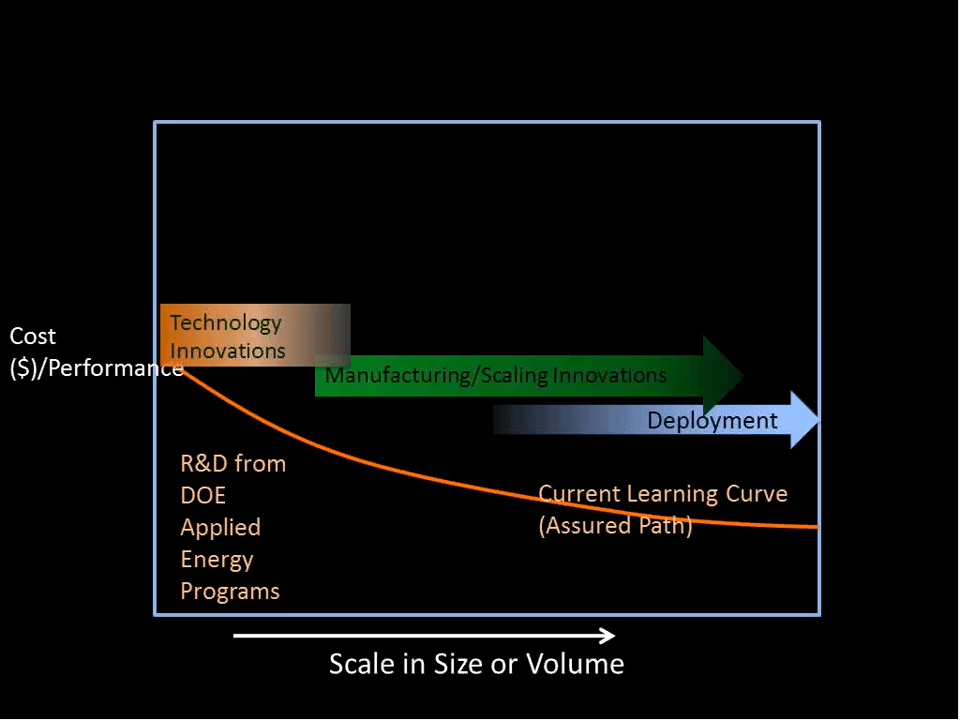 Technology
Innovations
Cost
($)/Performance
Manufacturing/Scaling Innovations
Deployment
R&D from
DOE
Applied
Energy
Programs
Current Learning Curve
(Assured Path)
Scale in Size or Volume